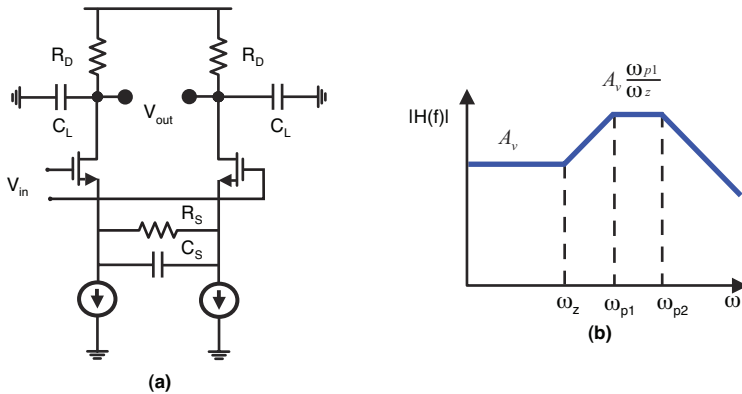 R_D
R_D
C_L
V_out
C_L
V_in
R_S
C_S
(a)
|H(f)|
A_v
A_v ω_p1/ω_z
ω_z
ω_p1
ω_p2
ω
(b)